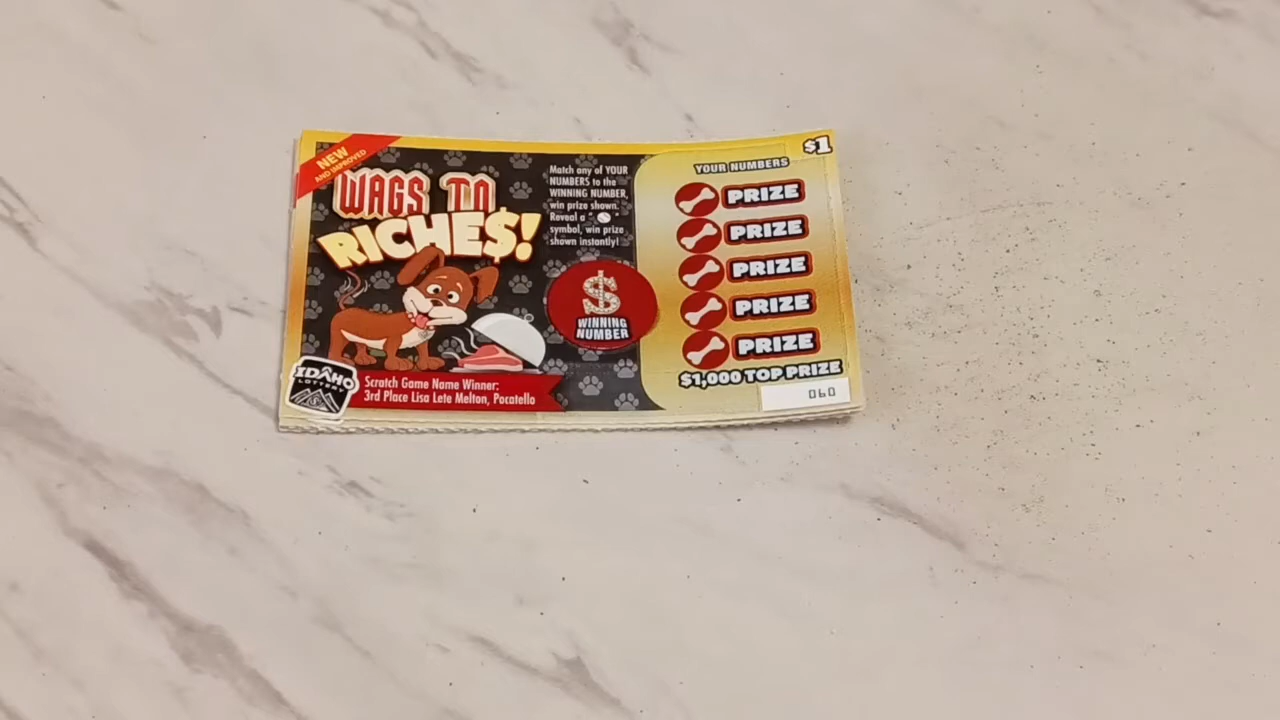 NEW
AND IMPROVED
WAGS TO
RICHE$!
Match any of YOUR
NUMBERS to the
WINNING NUMBER,
win prize shown.
Reveal a " "
symbol, win prize
shown instantly!
$
WINNING
NUMBER
IDAHO
LOTTERY
Scratch Game Name Winner:
3rd Place Lisa Lete Melton, Pocatello
$1
YOUR NUMBERS
PRIZE
PRIZE
PRIZE
PRIZE
PRIZE
$1,000 TOP PRIZE
060